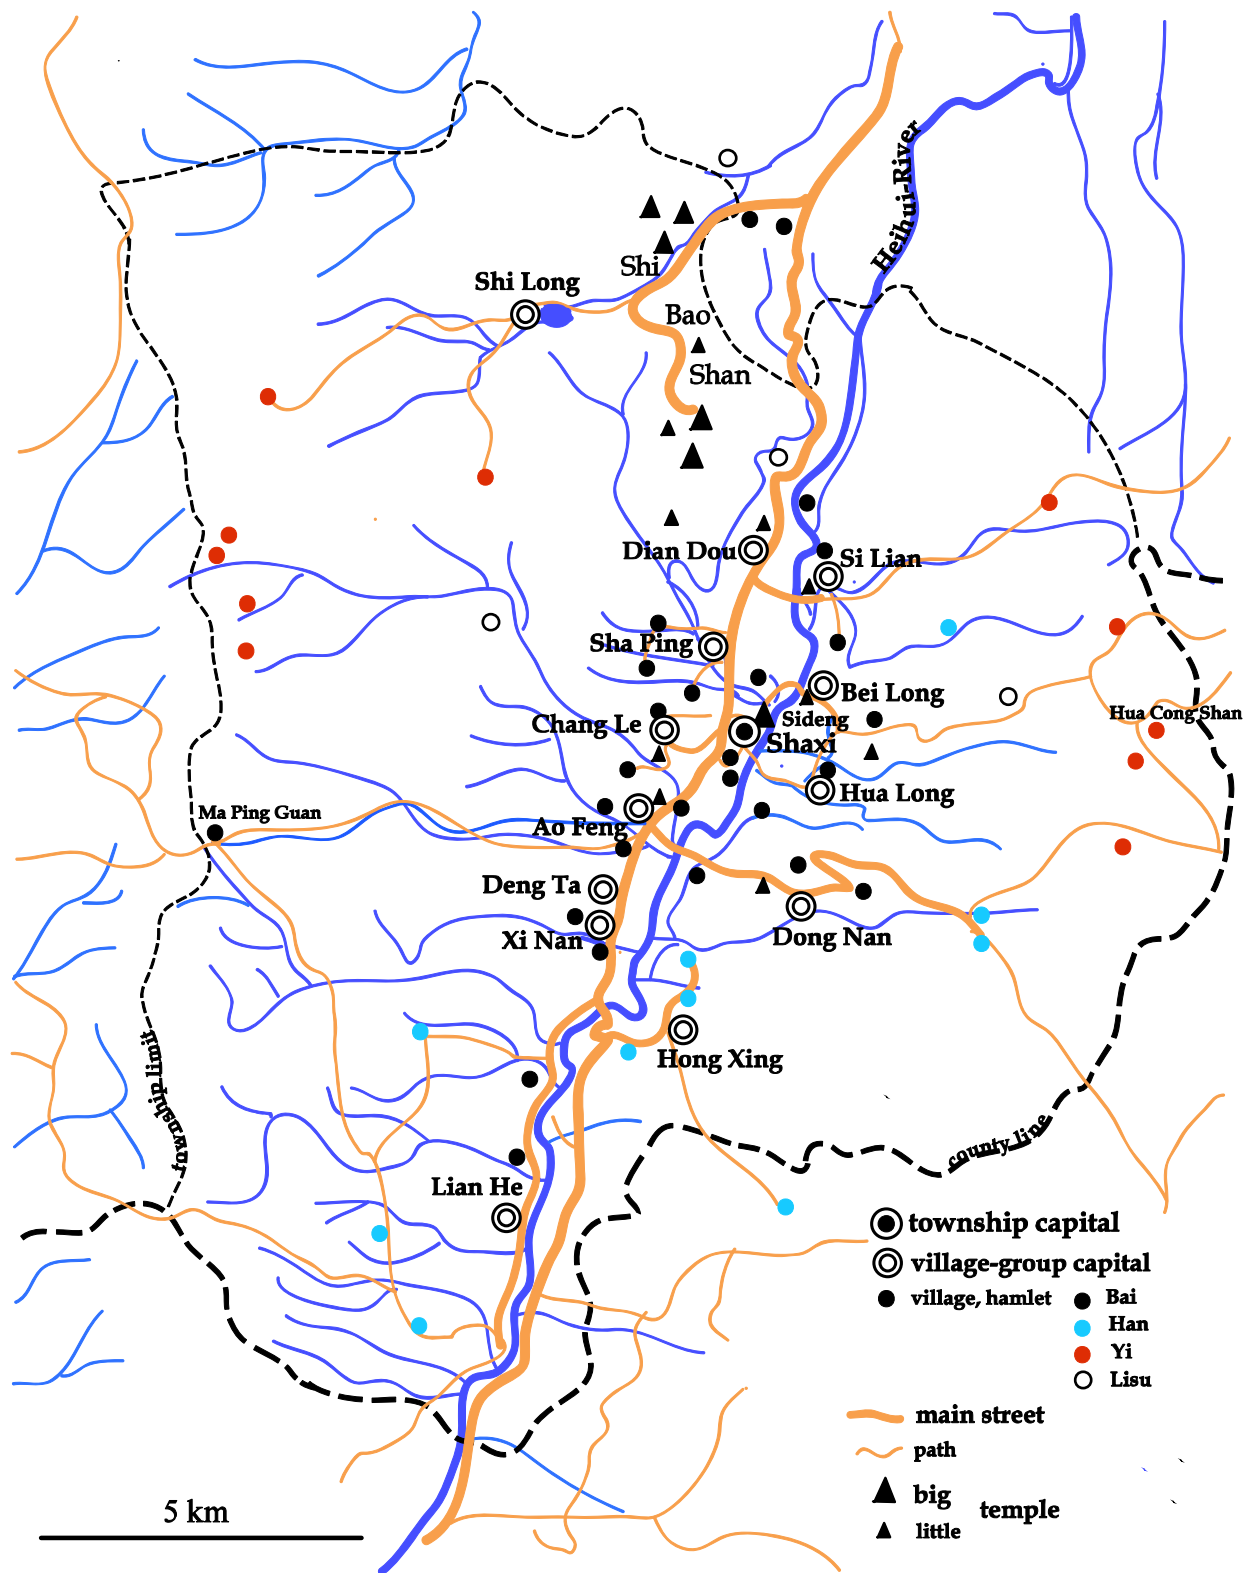 Heihui-River
Shi
Shi Long
Bao
Shan
Dian Dou
Si Lian
Sha Ping
Bei Long
Chang Le
Sideng
Shaxi
Hua Cong Shan
Hua Long
Ma Ping Guan
Ao Feng
Deng Ta
Xi Nan
Dong Nan
Hong Xing
township limit
county line
Lian He
township capital
village-group capital
village, hamlet
Bai
Han
Yi
Lisu
main street
path
big
temple
little
5 km